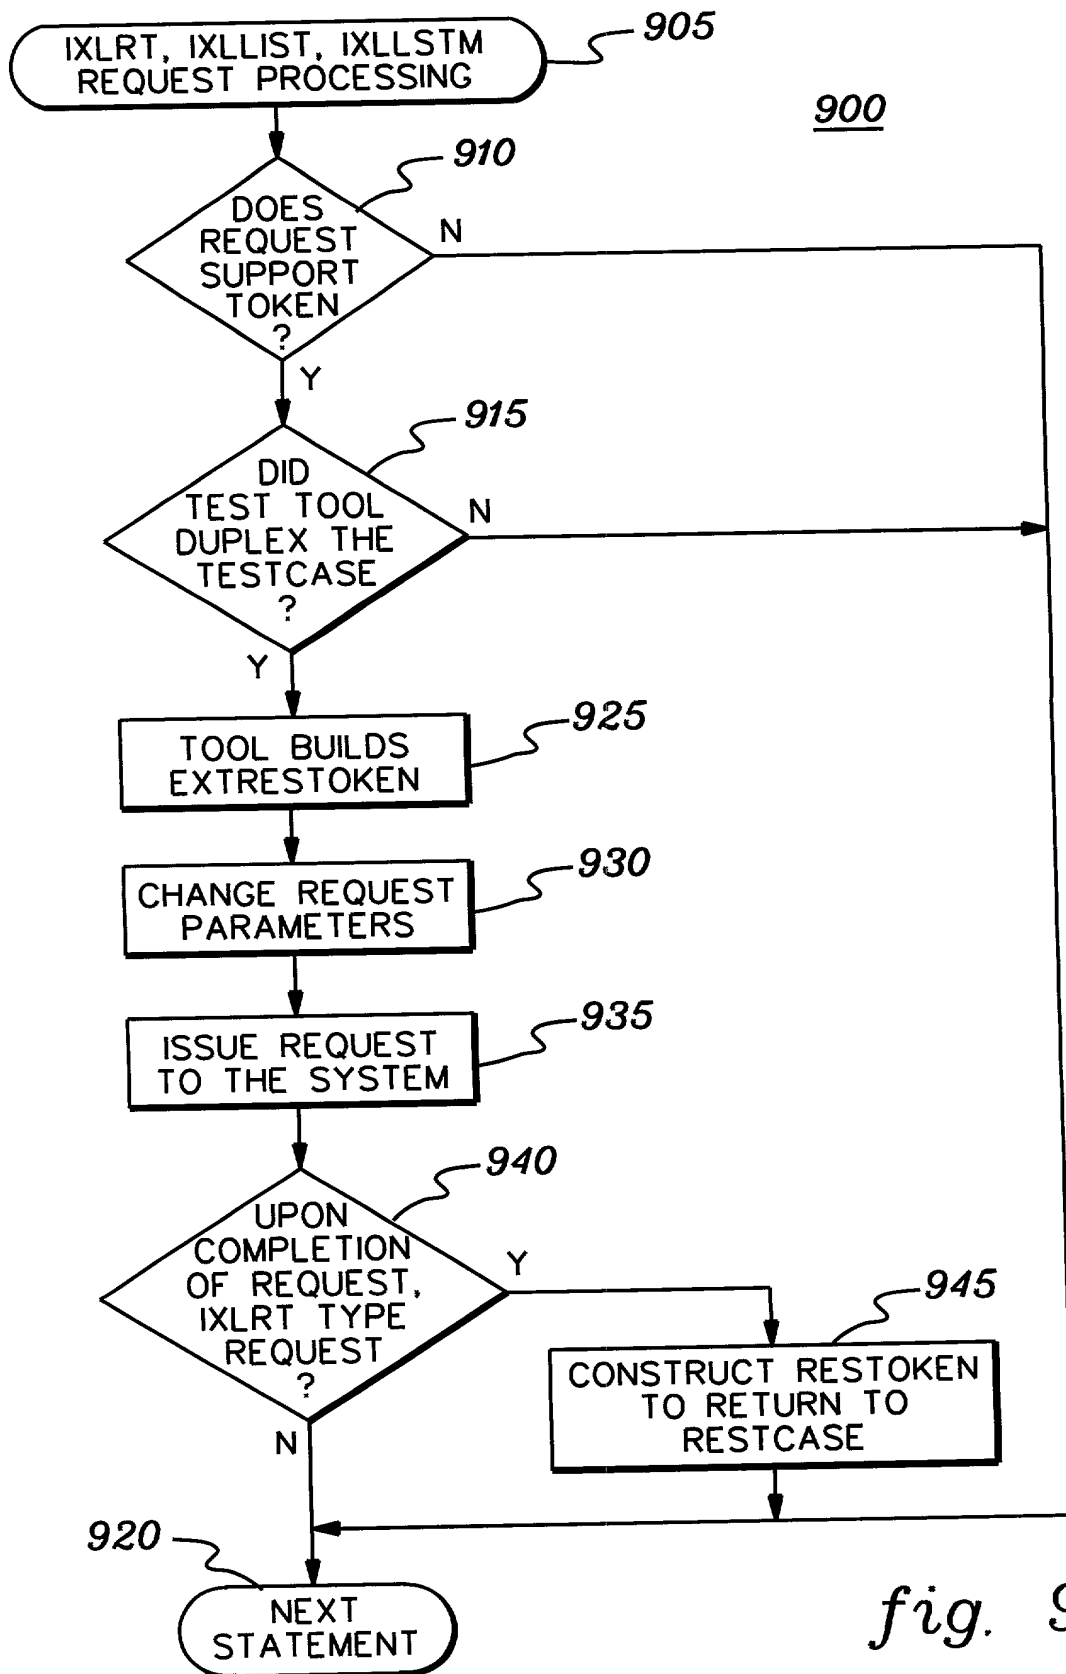 IXLRT, IXLLIST, IXLLSTM
REQUEST PROCESSING
905
900
910
DOES
REQUEST
SUPPORT
TOKEN
?
N
Y
915
DID
TEST TOOL
DUPLEX THE
TESTCASE
?
N
Y
925
TOOL BUILDS
EXTRESTOKEN
930
CHANGE REQUEST
PARAMETERS
935
ISSUE REQUEST
TO THE SYSTEM
940
UPON
COMPLETION
OF REQUEST,
IXLRT TYPE
REQUEST
?
Y
N
945
CONSTRUCT RESTOKEN
TO RETURN TO
RESTCASE
920
NEXT
STATEMENT
fig. 9